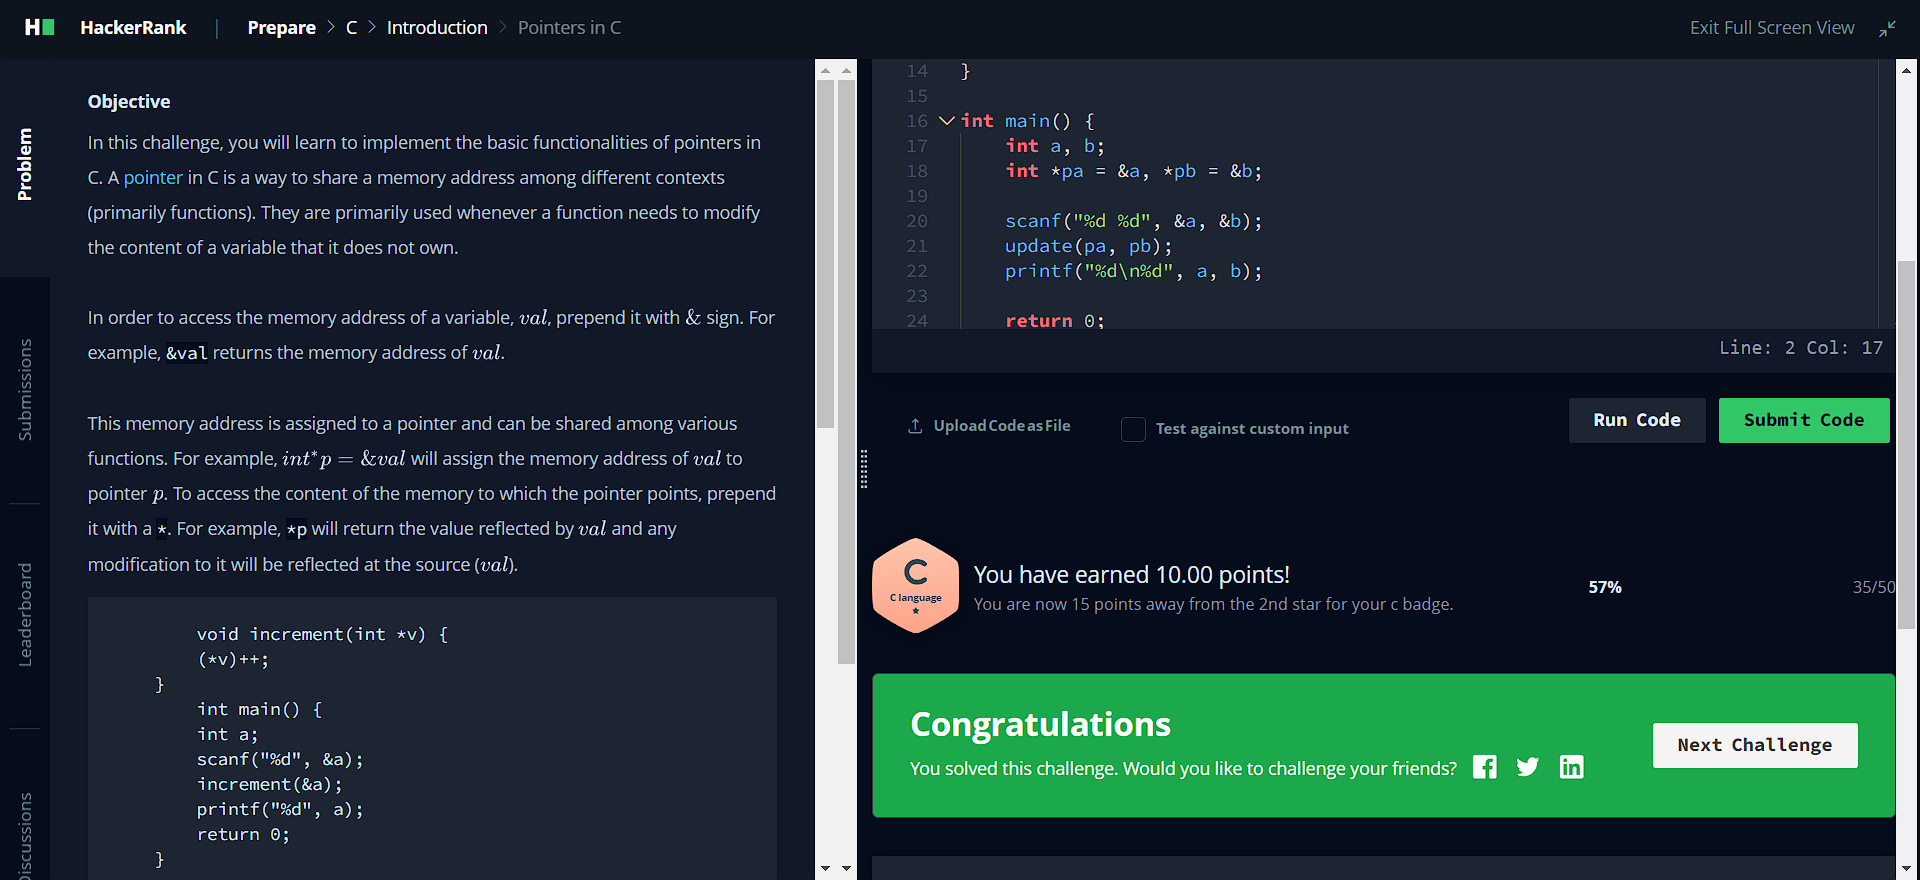 H HackerRank | Prepare > C > Introduction > Pointers in C Exit Full Screen View
Problem
Submissions
Leaderboard
Discussions
Objective
In this challenge, you will learn to implement the basic functionalities of pointers in
C. A pointer in C is a way to share a memory address among different contexts
(primarily functions). They are primarily used whenever a function needs to modify
the content of a variable that it does not own.
In order to access the memory address of a variable, val, prepend it with & sign. For
example, &val returns the memory address of val.
This memory address is assigned to a pointer and can be shared among various
functions. For example, int*p = &val will assign the memory address of val to
pointer p. To access the content of the memory to which the pointer points, prepend
it with a *. For example, *p will return the value reflected by val and any
modification to it will be reflected at the source (val).
void increment(int *v) {
(*v)++;
}
int main() {
int a;
scanf("%d", &a);
increment(&a);
printf("%d", a);
return 0;
}
14 }
15
16 int main() {
17 int a, b;
18 int *pa = &a, *pb = &b;
19
20 scanf("%d %d", &a, &b);
21 update(pa, pb);
22 printf("%d\n%d", a, b);
23
24 return 0;
Line: 2 Col: 17
Upload Code as File Test against custom input Run Code Submit Code
C
C language
You have earned 10.00 points!
You are now 15 points away from the 2nd star for your c badge.
57% 35/50
Congratulations
You solved this challenge. Would you like to challenge your friends?
Next Challenge